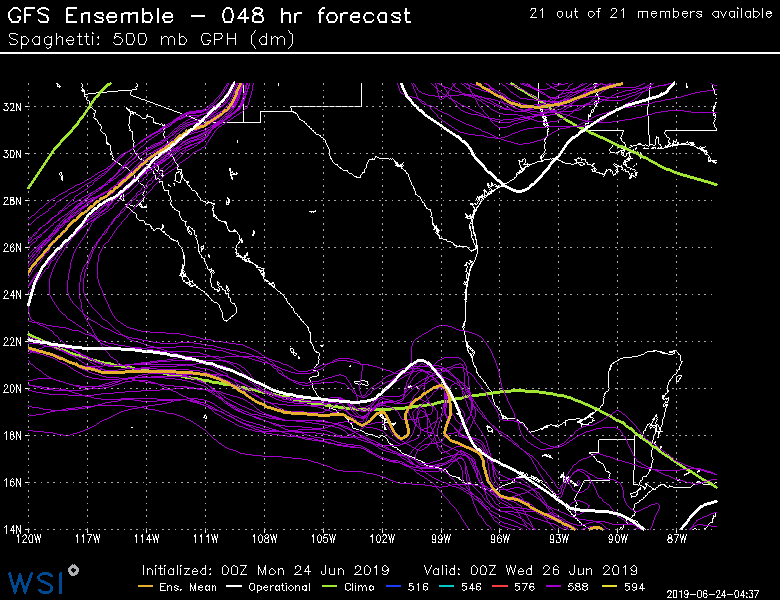 GFS Ensemble – 048 hr forecast
21 out of 21 members available
Spaghetti: 500 mb GPH (dm)
32N
30N
28N
26N
24N
22N
20N
18N
16N
14N
120W 117W 114W 111W 108W 105W 102W 99W 96W 93W 90W 87W
Initialized: 00Z Mon 24 Jun 2019 Valid: 00Z Wed 26 Jun 2019
WSI
Ens. Mean Operational Climo 516 546 576 588 594
2019-06-24-04:37